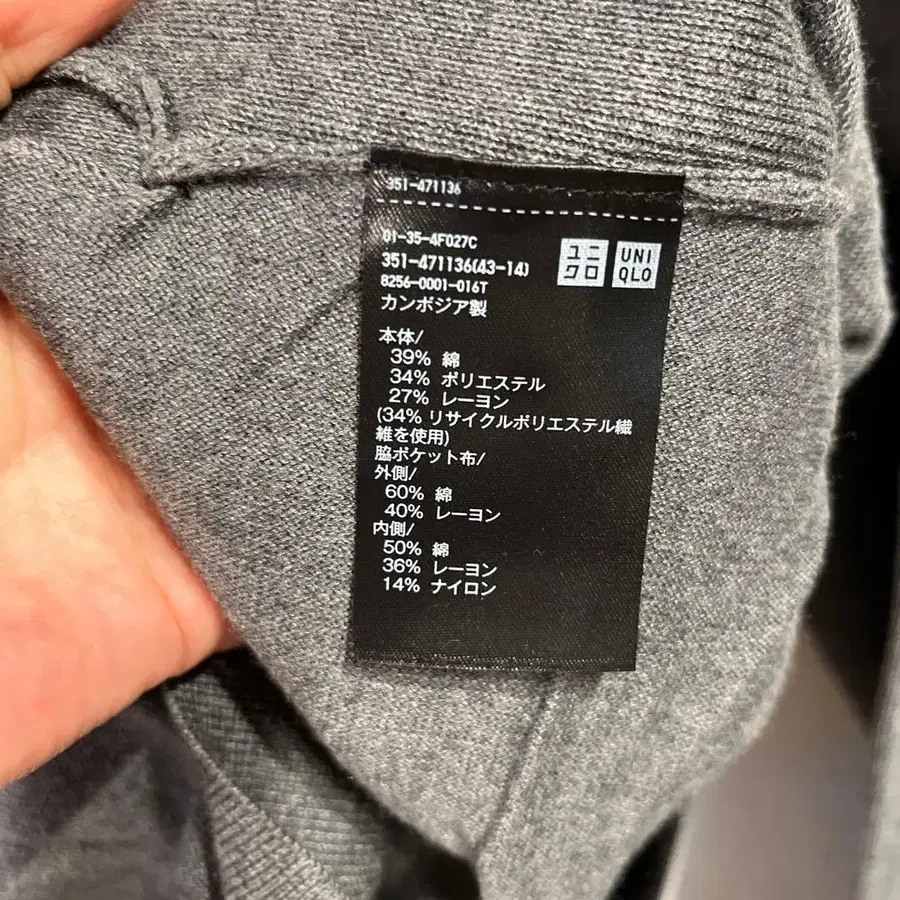 351-471136
01-35-4F027C
351-471136(43-14)
8256-0001-016T
カンボジア製
ユニ
クロ
UNI
QLO
本体/
39% 綿
34% ポリエステル
27% レーヨン
(34% リサイクルポリエステル繊
維を使用)
脇ポケット布/
外側/
60% 綿
40% レーヨン
内側/
50% 綿
36% レーヨン
14% ナイロン